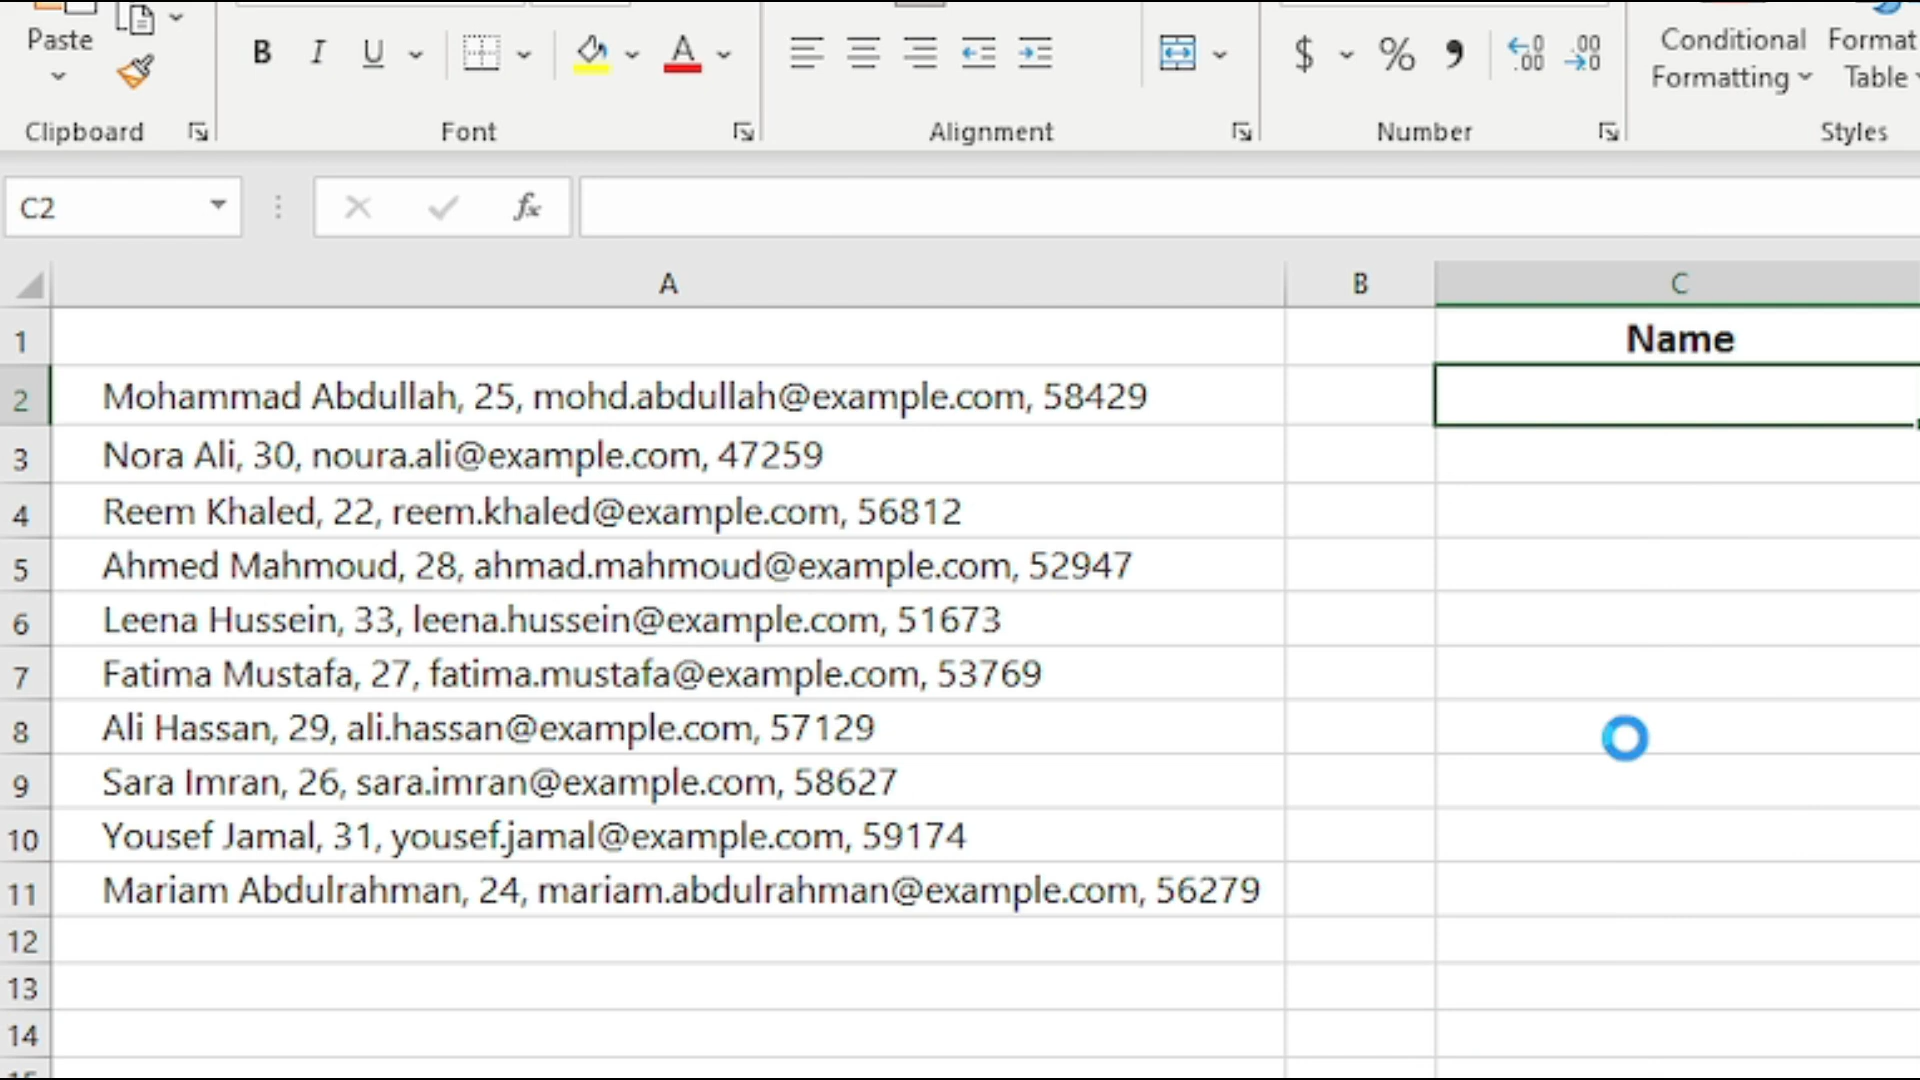 Paste
B I U A $ % , .00 .00
Conditional Formatting
Format Table
Clipboard Font Alignment Number Styles
C2 fx
A B C
1 Name
2 Mohammad Abdullah, 25, mohd.abdullah@example.com, 58429
3 Nora Ali, 30, noura.ali@example.com, 47259
4 Reem Khaled, 22, reem.khaled@example.com, 56812
5 Ahmed Mahmoud, 28, ahmad.mahmoud@example.com, 52947
6 Leena Hussein, 33, leena.hussein@example.com, 51673
7 Fatima Mustafa, 27, fatima.mustafa@example.com, 53769
8 Ali Hassan, 29, ali.hassan@example.com, 57129
9 Sara Imran, 26, sara.imran@example.com, 58627
10 Yousef Jamal, 31, yousef.jamal@example.com, 59174
11 Mariam Abdulrahman, 24, mariam.abdulrahman@example.com, 56279
12
13
14